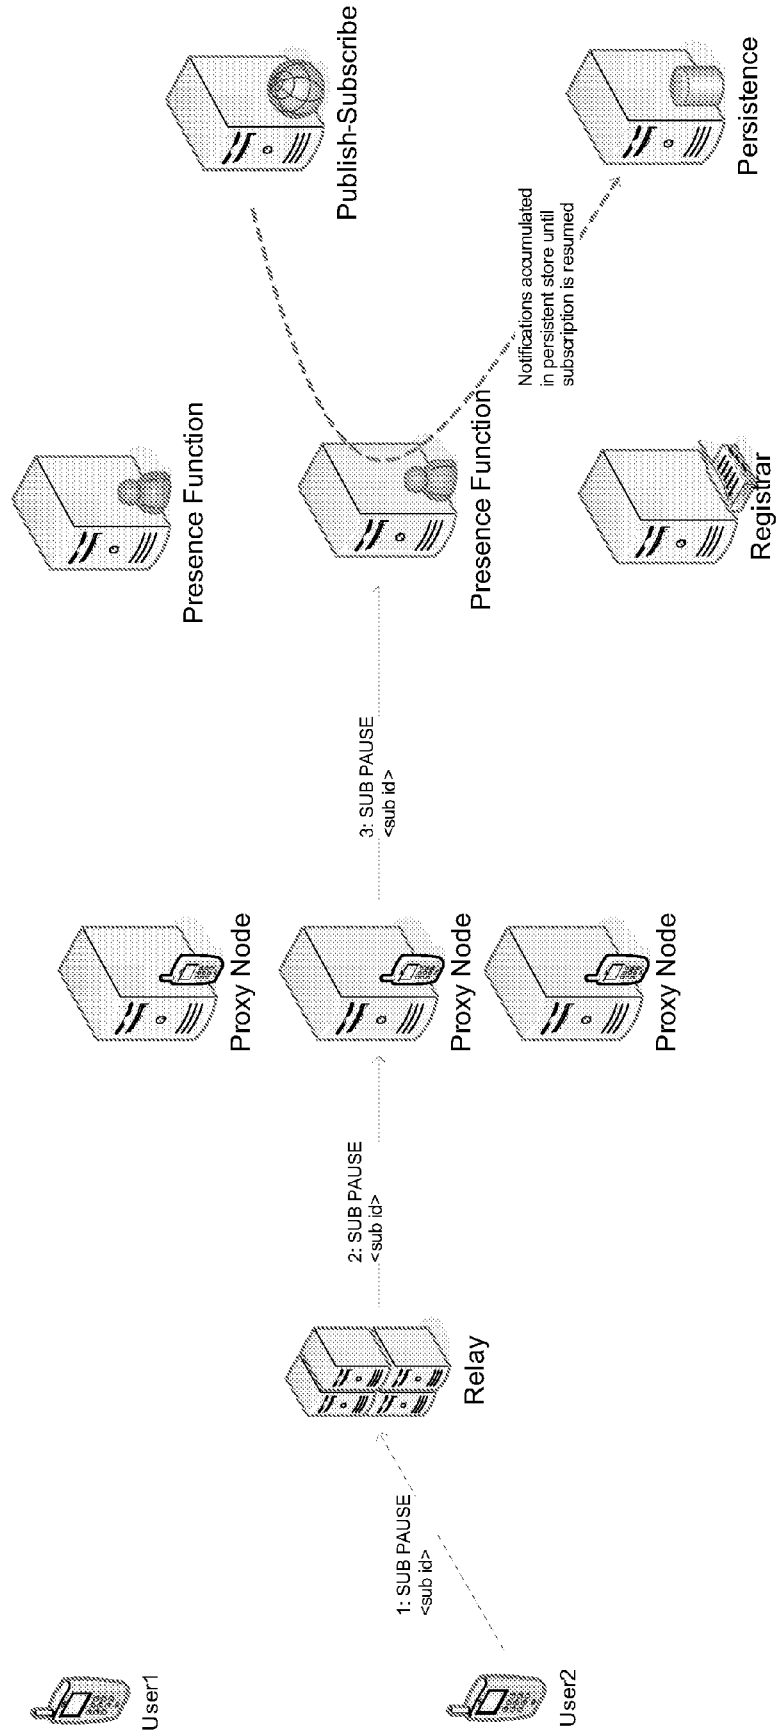 User1
User2
1: SUB PAUSE
<sub id>
Relay
2: SUB PAUSE
<sub id>
Proxy Node
Proxy Node
Proxy Node
3: SUB PAUSE
<sub id>
Presence Function
Presence Function
Registrar
Notifications accumulated
in persistent store until
subscription is resumed
Publish-Subscribe
Persistence